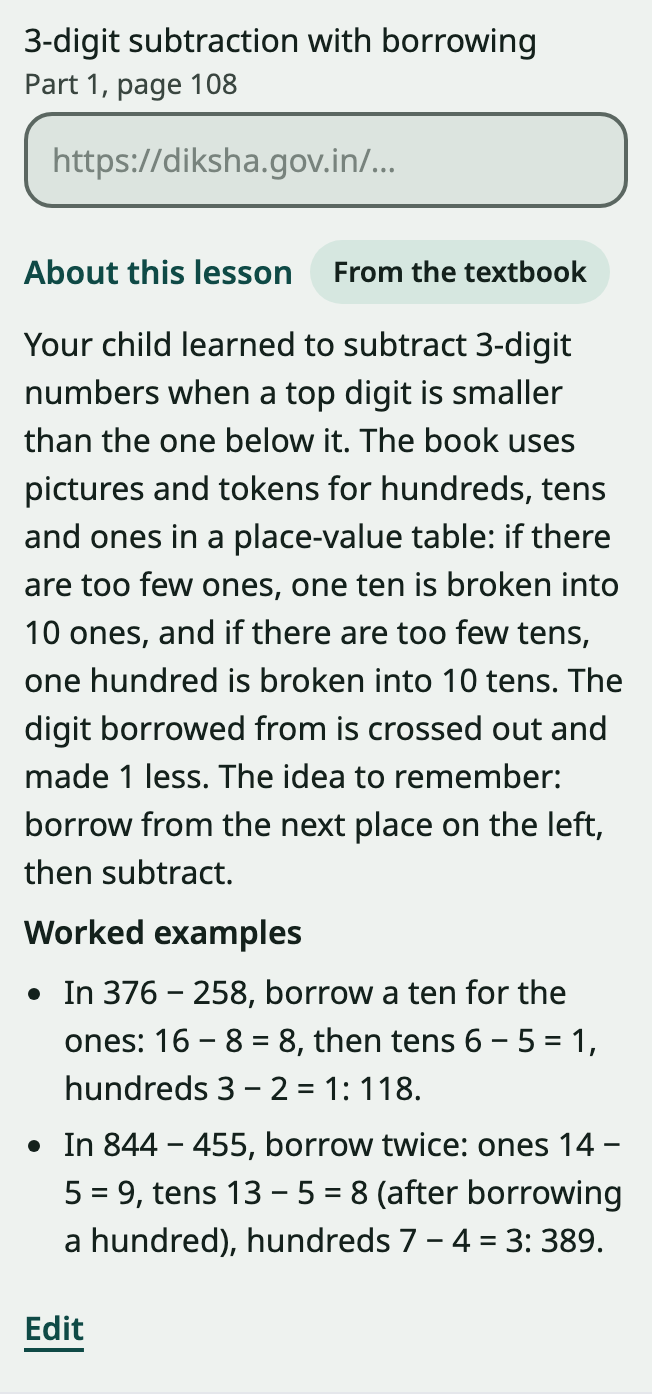 3-digit subtraction with borrowing
Part 1, page 108
https://diksha.gov.in/...
About this lesson From the textbook
Your child learned to subtract 3-digit
numbers when a top digit is smaller
than the one below it. The book uses
pictures and tokens for hundreds, tens
and ones in a place-value table: if there
are too few ones, one ten is broken into
10 ones, and if there are too few tens,
one hundred is broken into 10 tens. The
digit borrowed from is crossed out and
made 1 less. The idea to remember:
borrow from the next place on the left,
then subtract.
Worked examples
• In 376 − 258, borrow a ten for the
ones: 16 − 8 = 8, then tens 6 − 5 = 1,
hundreds 3 − 2 = 1: 118.
• In 844 − 455, borrow twice: ones 14 −
5 = 9, tens 13 − 5 = 8 (after borrowing
a hundred), hundreds 7 − 4 = 3: 389.
Edit